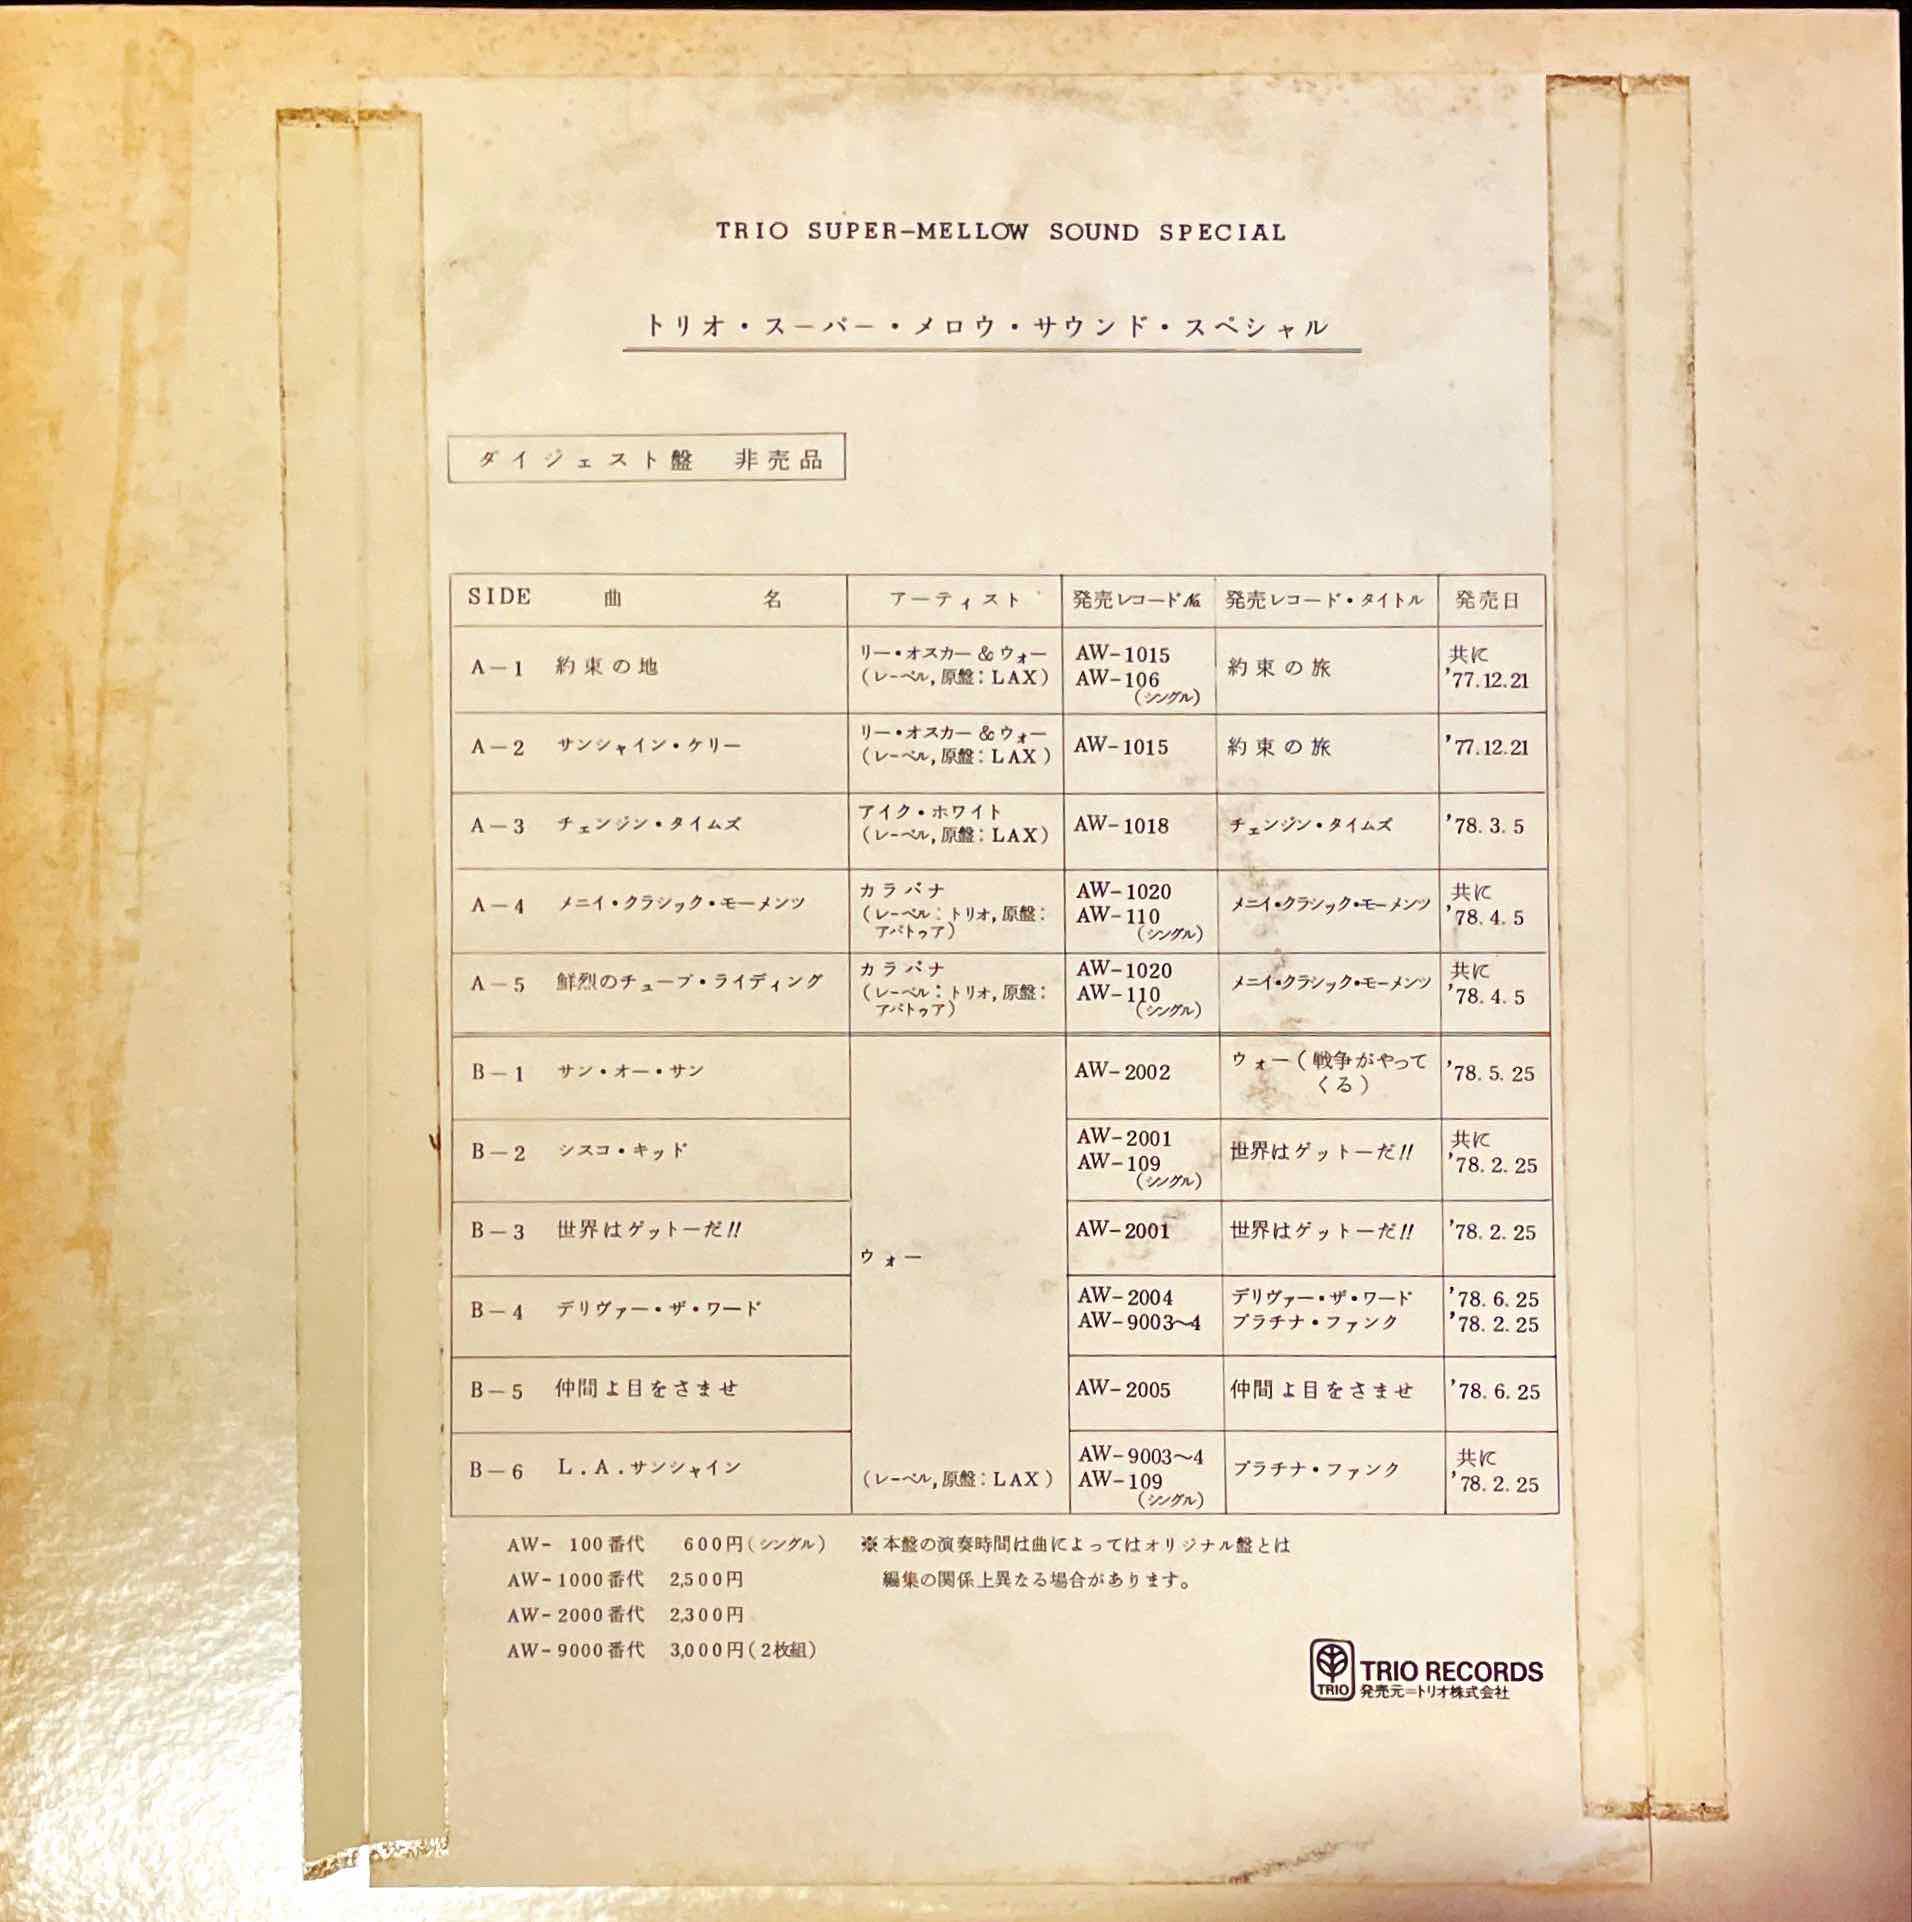 TRIO SUPER-MELLOW SOUND SPECIAL
トリオ・スーパー・メロウ・サウンド・スペシャル
ダイジェスト盤 非売品
SIDE 曲名 アーティスト 発売レコード№ 発売レコード・タイトル 発売日
A-1 約束の地 リー・オスカー&ウォー (レーベル,原盤:LAX) AW-1015 AW-106 (シングル) 約束の旅 共に '77.12.21
A-2 サンシャイン・ケリー リー・オスカー&ウォー (レーベル,原盤:LAX) AW-1015 約束の旅 '77.12.21
A-3 チェンジン・タイムズ アイク・ホワイト (レーベル,原盤:LAX) AW-1018 チェンジン・タイムズ '78.3.5
A-4 メニイ・クラシック・モーメンツ カラパナ (レーベル:トリオ,原盤:アバトゥア) AW-1020 AW-110 (シングル) メニイ・クラシック・モーメンツ 共に '78.4.5
A-5 鮮烈のチューブ・ライディング カラパナ (レーベル:トリオ,原盤:アバトゥア) AW-1020 AW-110 (シングル) メニイ・クラシック・モーメンツ 共に '78.4.5
B-1 サン・オー・サン AW-2002 ウォー(戦争がやってくる) '78.5.25
B-2 シスコ・キッド AW-2001 AW-109 (シングル) 世界はゲットーだ!! 共に '78.2.25
B-3 世界はゲットーだ!! ウォー AW-2001 世界はゲットーだ!! '78.2.25
B-4 デリヴァー・ザ・ワード AW-2004 デリヴァー・ザ・ワード '78.6.25
AW-9003〜4 プラチナ・ファンク '78.2.25
B-5 仲間よ目をさませ AW-2005 仲間よ目をさませ '78.6.25
B-6 L.A.サンシャイン (レーベル,原盤:LAX) AW-9003〜4 AW-109 (シングル) プラチナ・ファンク 共に '78.2.25
AW-100番代 600円(シングル)
AW-1000番代 2,500円
AW-2000番代 2,300円
AW-9000番代 3,000円(2枚組)
※本盤の演奏時間は曲によってはオリジナル盤とは
編集の関係上異なる場合があります。
TRIO
TRIO RECORDS
発売元=トリオ株式会社